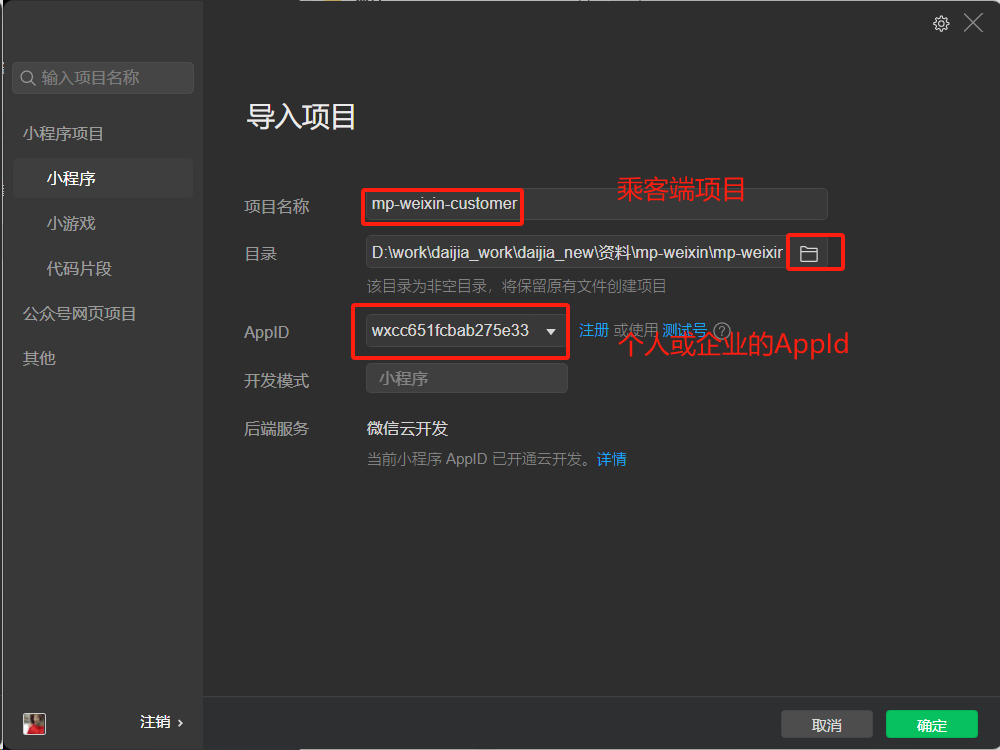 输入项目名称
小程序项目
小程序
小游戏
代码片段
公众号网页项目
其他
注销 ›
导入项目
项目名称 mp-weixin-customer 乘客端项目
目录 D:\work\daijia_work\daijia_new\资料\mp-weixin\mp-weixir
该目录为非空目录，将保留原有文件创建项目
AppID wxcc651fcbab275e33 注册 或使用 测试号 ?
个人或企业的AppId
开发模式 小程序
后端服务 微信云开发
当前小程序 AppID 已开通云开发。详情
取消 确定